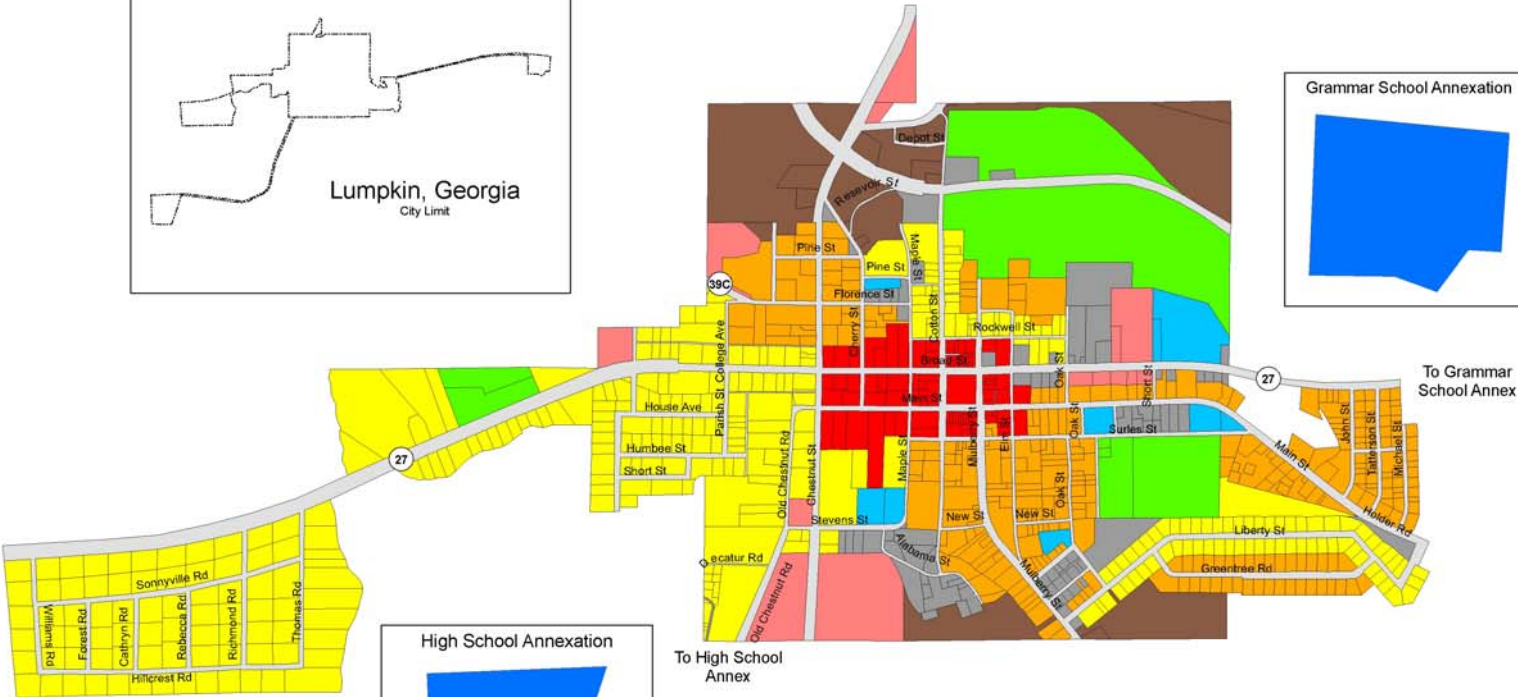 Lumpkin, Georgia
City Limit
Grammar School Annexation
Depot St
Resevoir St
Pine St
Maple St
Pine St
39C
Florence St
Cotton St
Cherry St
Rockwell St
College Ave
Broad St
Oak St
Short St
27
To Grammar
School Annex
Parish St
House Ave
Main St
Mulberry St
Elm St
Oak St
Surles St
John St
Tattorson St
Michael St
Humbee St
Short St
27
Old Chestnut Rd
Chestnut St
Maple St
Main St
Holder Rd
Stevens St
New St
New St
Oak St
Liberty St
Decatur Rd
Alabama St
Greentree Rd
Mulberry St
Old Chestnut Rd
Sonnyville Rd
Williams Rd
Forest Rd
Cathryn Rd
Rebecca Rd
Richmond Rd
Thomas Rd
Hillcrest Rd
High School Annexation
To High School
Annex